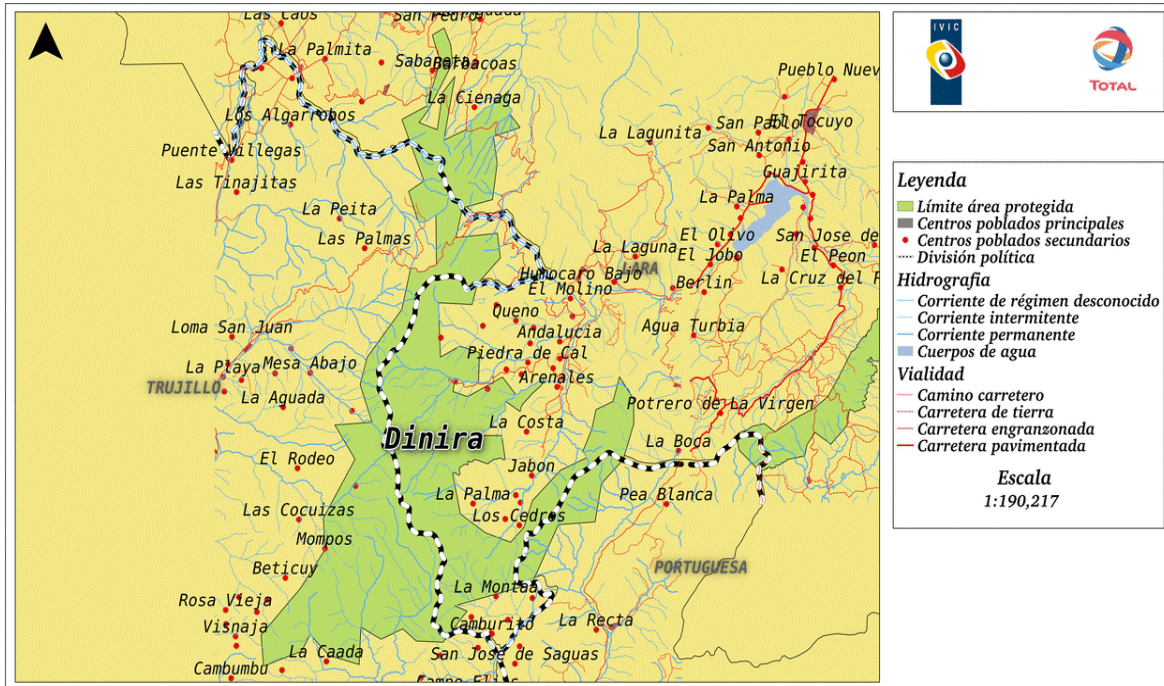 Las Caos
San Pedro
La Palmita
Sabaneta
Barbacoas
La Cienaga
Los Algarrobos
Puente Villegas
Las Tinajitas
La Peita
Las Palmas
Pueblo Nuev
La Lagunita
San Pablo
El Tocuyo
San Antonio
Guajirita
La Palma
El Olivo
San Jose de
La Laguna
El Jobo
El Peon
Humocaro Bajo
LARA
La Cruz del P
El Molino
Berlin
Queno
Loma San Juan
Andalucia
Agua Turbia
La Playa
Mesa Abajo
Piedra de Cal
TRUJILLO
Arenales
La Aguada
Potrero de La Virgen
La Costa
Dinira
La Boca
El Rodeo
Jabon
La Palma
Pea Blanca
Las Cocuizas
Los Cedros
Mompos
Beticuy
PORTUGUESA
La Montaa
Rosa Vieja
Visnaja
Camburito
La Recta
La Caada
San Jose de Saguas
Cambumbu
Campo Elias
IVIC
TOTAL
Leyenda
Límite área protegida
Centros poblados principales
Centros poblados secundarios
División política
Hidrografia
Corriente de régimen desconocido
Corriente intermitente
Corriente permanente
Cuerpos de agua
Vialidad
Camino carretero
Carretera de tierra
Carretera engranzonada
Carretera pavimentada
Escala
1:190,217